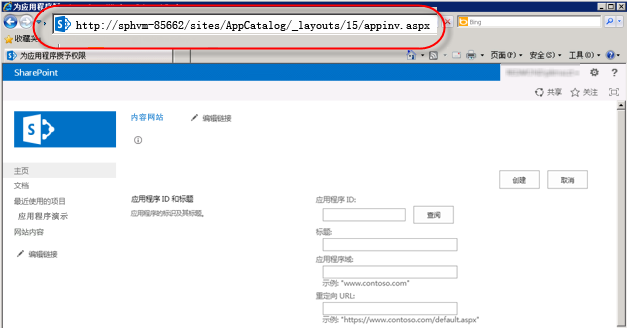 为应用程序
http://sphvm-85662/sites/AppCatalog/_layouts/15/appinv.aspx
Bing
收藏夹
为应用程序授予权限
页面(P) 安全(S) 工具(O)
SharePoint
共享 关注
内容网站 编辑链接
主页
文档
最近使用的项目
应用程序演示
网站内容
编辑链接
创建 取消
应用程序 ID 和标题
应用程序的标识及其标题。
应用程序 ID:
查阅
标题:
应用程序域:
示例: "www.contoso.com"
重定向 URL:
示例: "https://www.contoso.com/default.aspx"